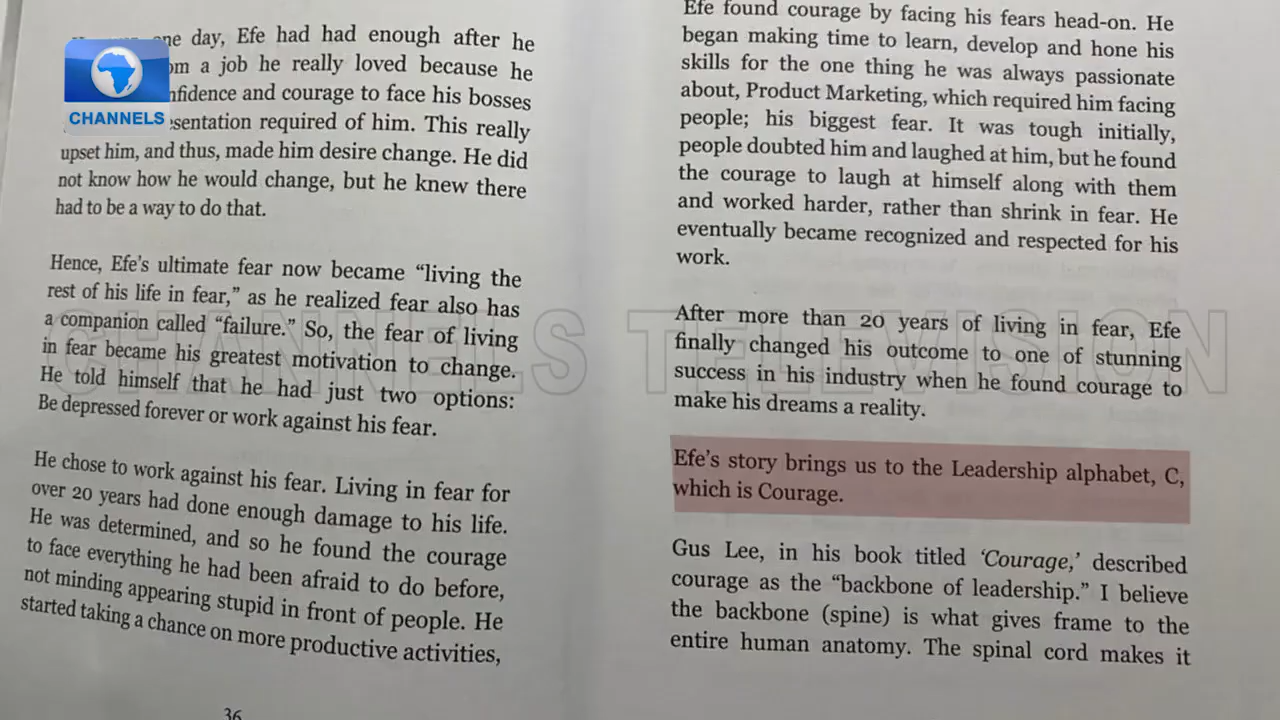 one day, Efe had had enough after he
from a job he really loved because he
confidence and courage to face his bosses
presentation required of him. This really
upset him, and thus, made him desire change. He did
not know how he would change, but he knew there
had to be a way to do that.
Hence, Efe's ultimate fear now became “living the
rest of his life in fear,” as he realized fear also has
a companion called “failure.” So, the fear of living
in fear became his greatest motivation to change.
He told himself that he had just two options:
Be depressed forever or work against his fear.
He chose to work against his fear. Living in fear for
over 20 years had done enough damage to his life.
He was determined, and so he found the courage
to face everything he had been afraid to do before,
not minding appearing stupid in front of people. He
started taking a chance on more productive activities,
36
Efe found courage by facing his fears head-on. He
began making time to learn, develop and hone his
skills for the one thing he was always passionate
about, Product Marketing, which required him facing
people; his biggest fear. It was tough initially,
people doubted him and laughed at him, but he found
the courage to laugh at himself along with them
and worked harder, rather than shrink in fear. He
eventually became recognized and respected for his
work.
After more than 20 years of living in fear, Efe
finally changed his outcome to one of stunning
success in his industry when he found courage to
make his dreams a reality.
Efe's story brings us to the Leadership alphabet, C,
which is Courage.
Gus Lee, in his book titled ‘Courage,’ described
courage as the “backbone of leadership.” I believe
the backbone (spine) is what gives frame to the
entire human anatomy. The spinal cord makes it
CHANNELS
CHANNELS TELEVISION